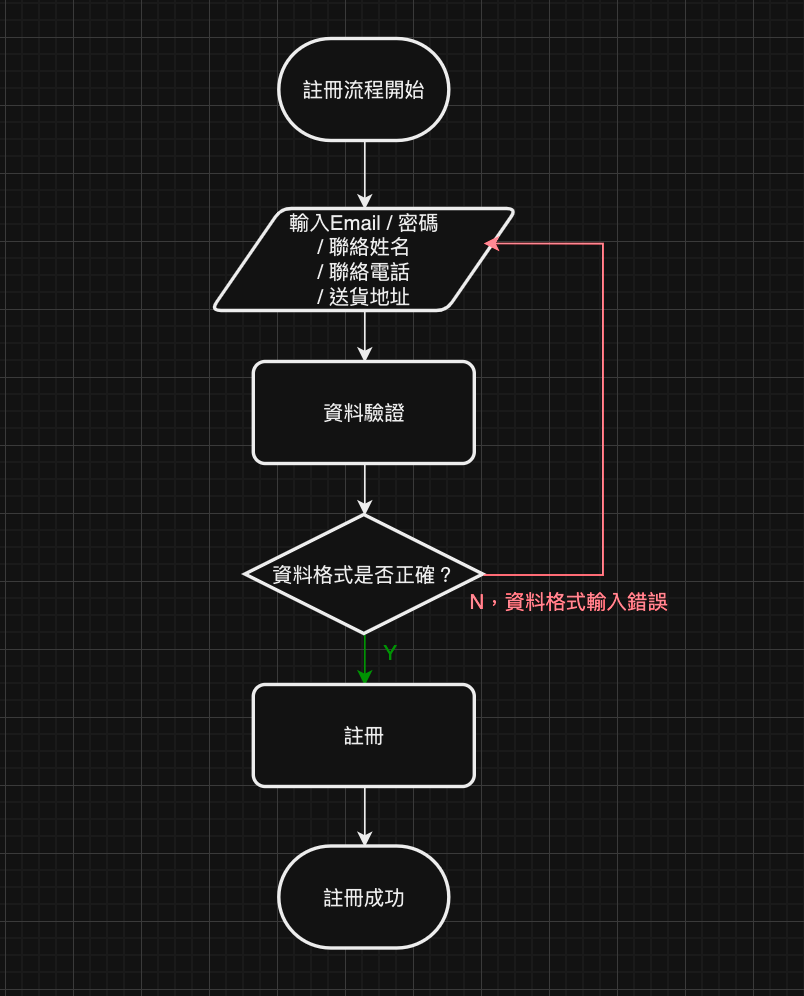 註冊流程開始
輸入Email / 密碼
/ 聯絡姓名
/ 聯絡電話
/ 送貨地址
資料驗證
資料格式是否正確？
N，資料格式輸入錯誤
Y
註冊
註冊成功